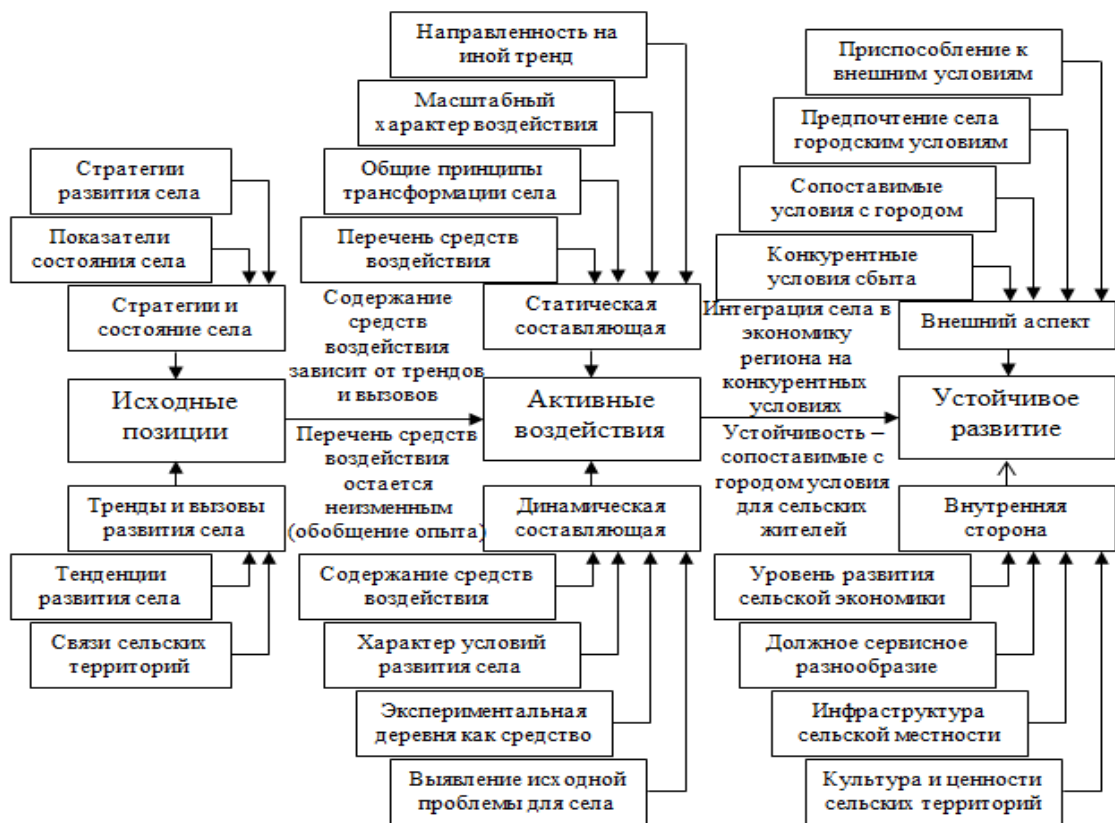 Направленность на
иной тренд
Масштабный
характер воздействия
Общие принципы
трансформации села
Перечень средств
воздействия
Приспособление к
внешним условиям
Предпочтение села
городским условиям
Сопоставимые
условия с городом
Конкурентные
условия сбыта
Стратегии
развития села
Показатели
состояния села
Стратегии и
состояние села
Содержание
средств
воздействия
зависит от трендов
и вызовов
Статическая
составляющая
Интеграция села в
экономику
региона на
конкурентных
условиях
Внешний аспект
Исходные
позиции
Активные
воздействия
Устойчивое
развитие
Перечень средств
воздействия
остается
неизменным
(обобщение опыта)
Устойчивость –
сопоставимые с
городом условия
для сельских
жителей
Тренды и вызовы
развития села
Динамическая
составляющая
Внутренняя
сторона
Тенденции
развития села
Связи сельских
территорий
Содержание средств
воздействия
Характер условий
развития села
Экспериментальная
деревня как средство
Выявление исходной
проблемы для села
Уровень развития
сельской экономики
Должное сервисное
разнообразие
Инфраструктура
сельской местности
Культура и ценности
сельских территорий